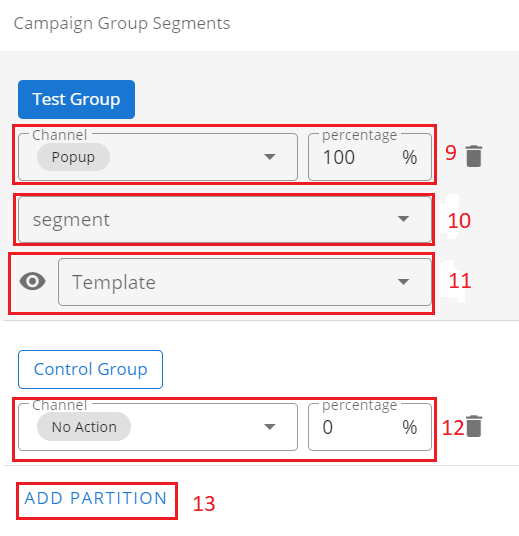 Campaign Group Segments
Test Group
Channel percentage
Popup 100 % 9
segment 10
Template 11
Control Group
Channel percentage
No Action 0 % 12
ADD PARTITION 13